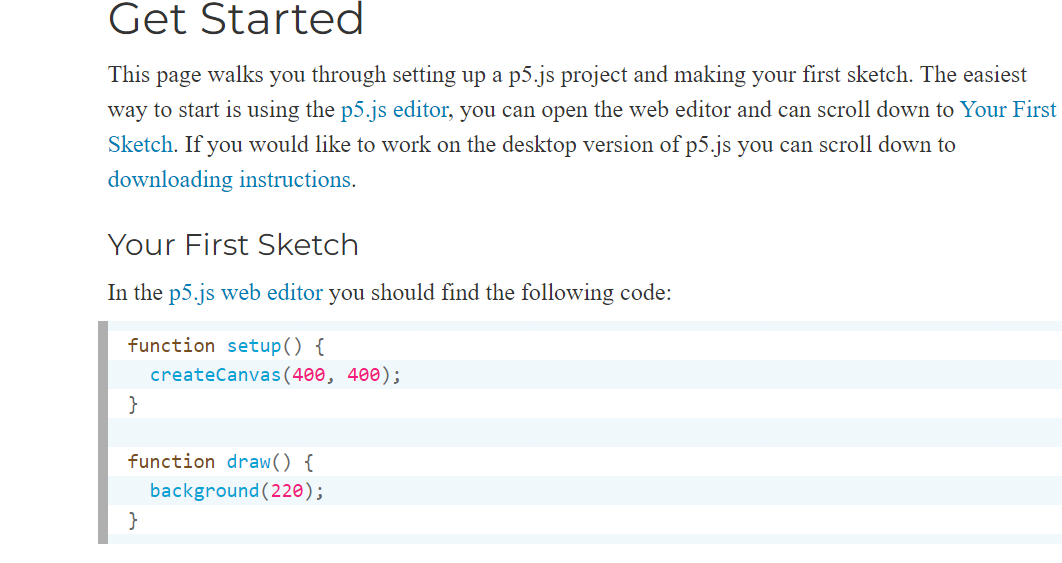 Get Started
This page walks you through setting up a p5.js project and making your first sketch. The easiest
way to start is using the p5.js editor, you can open the web editor and can scroll down to Your First
Sketch. If you would like to work on the desktop version of p5.js you can scroll down to
downloading instructions.
Your First Sketch
In the p5.js web editor you should find the following code:
function setup() {
  createCanvas(400, 400);
}
function draw() {
  background(220);
}